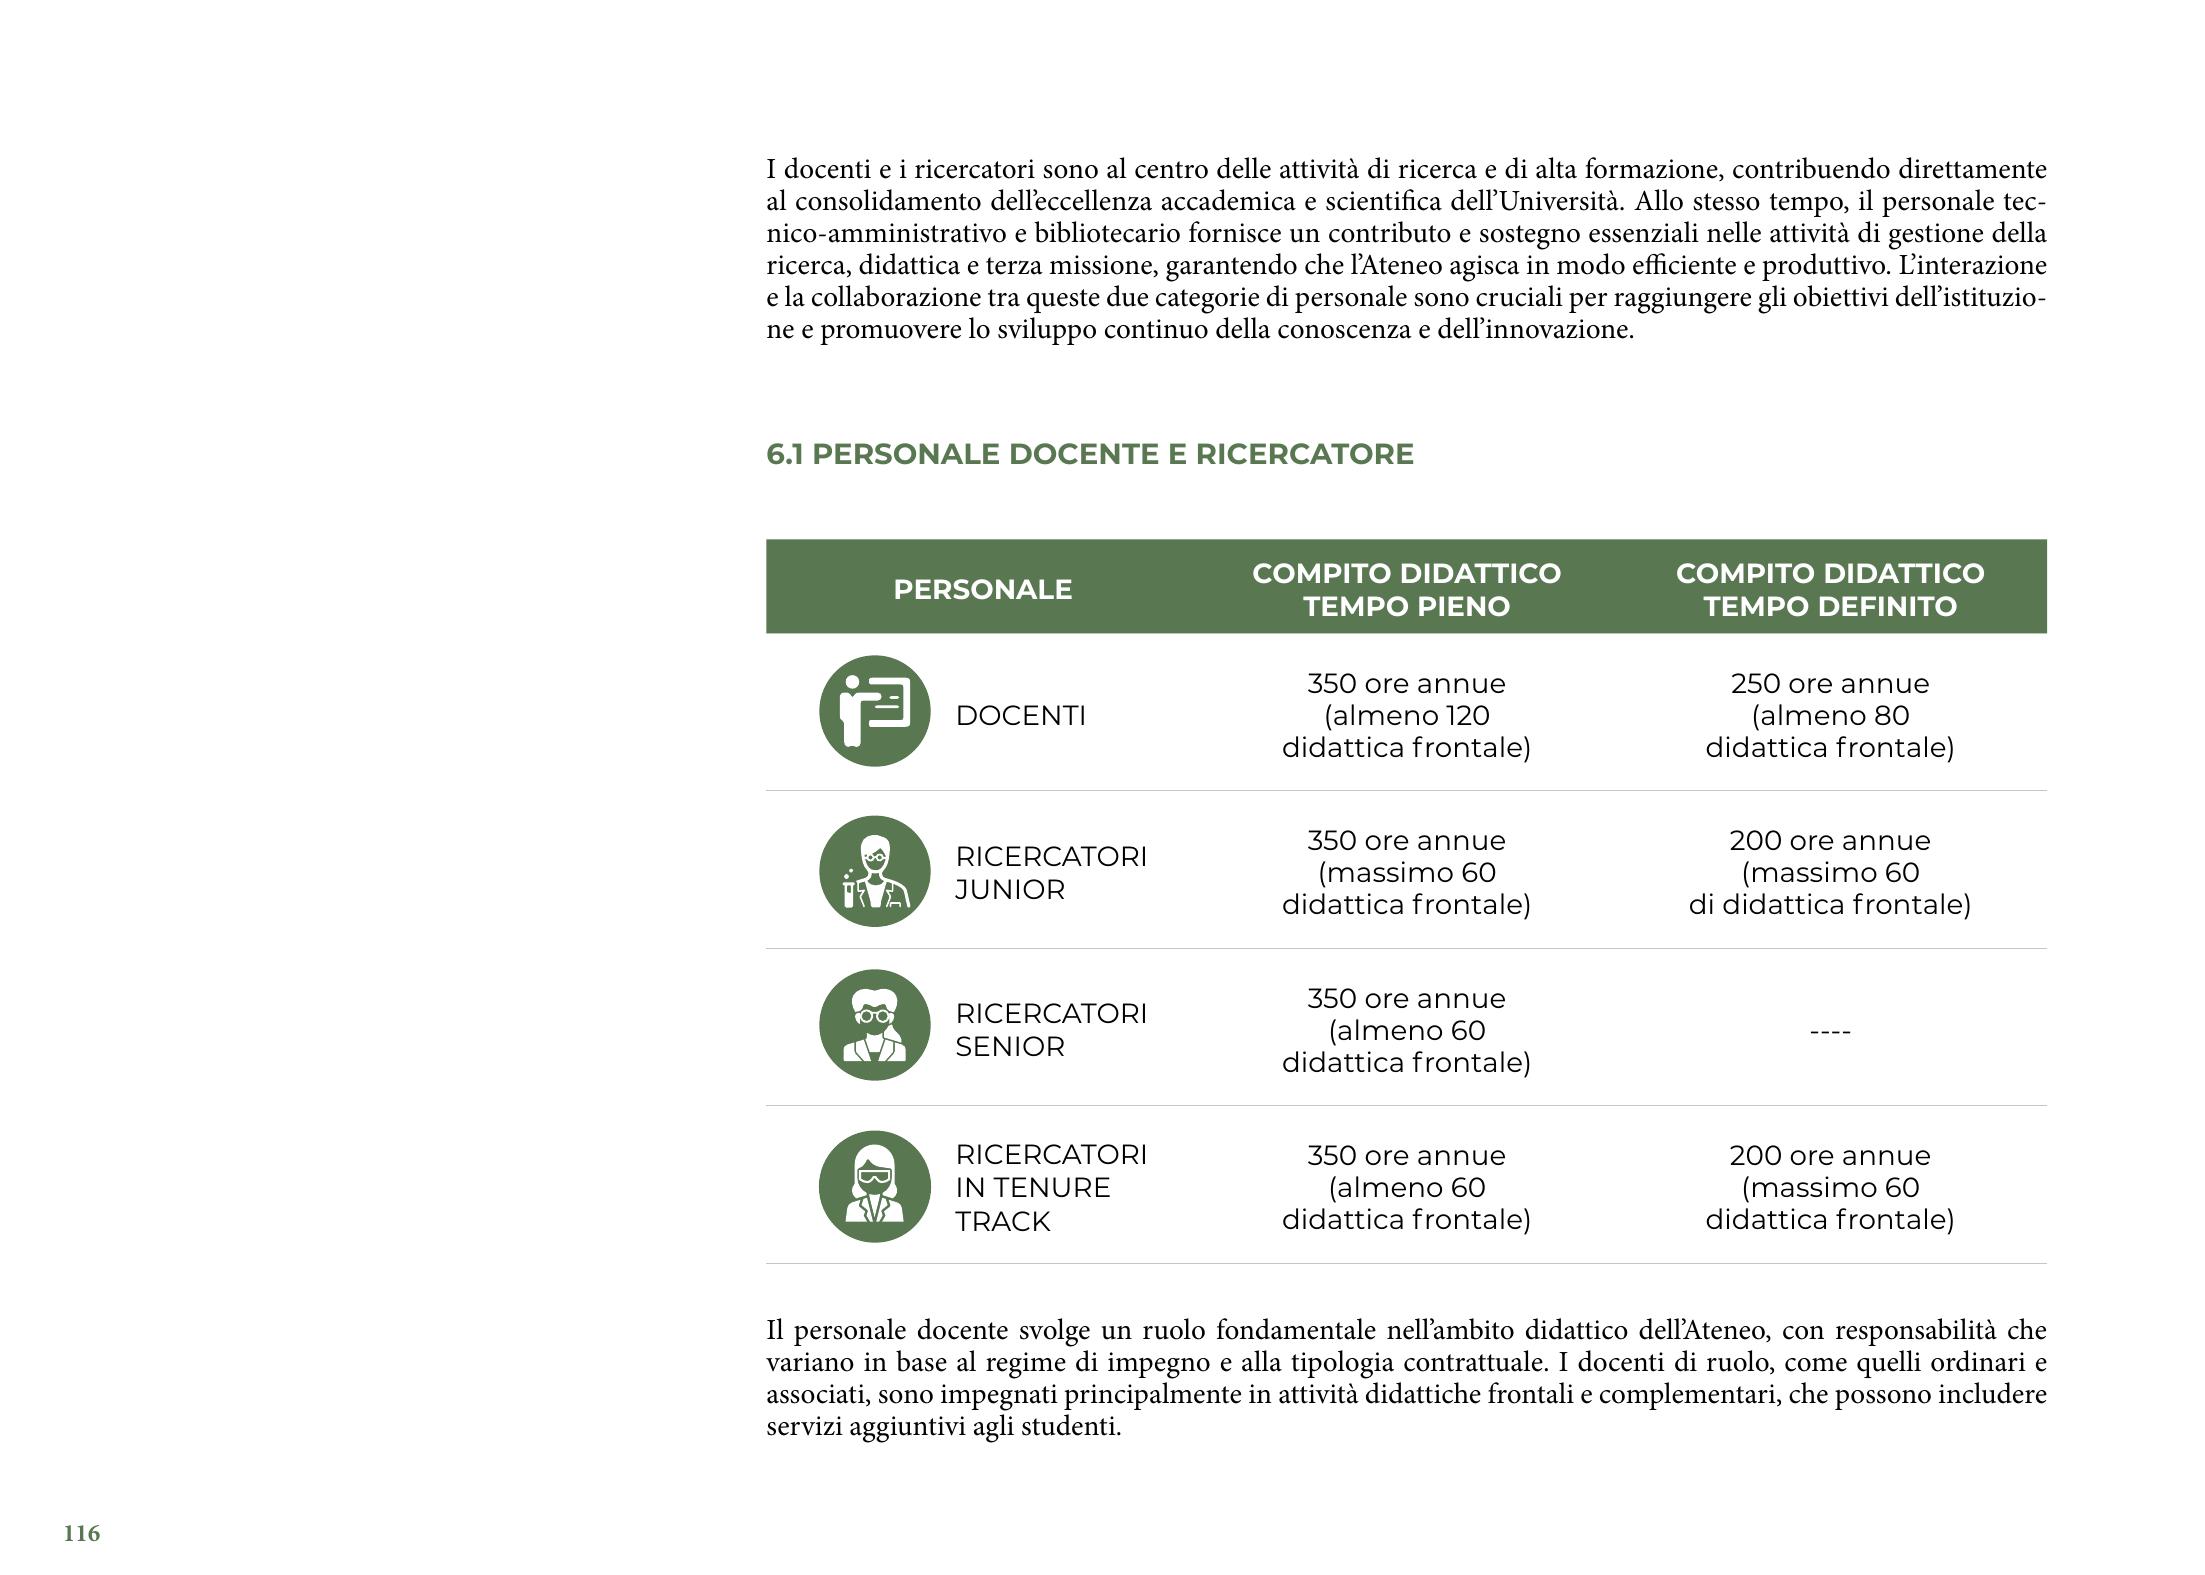 I docenti e i ricercatori sono al centro delle attività di ricerca e di alta formazione, contribuendo direttamente
al consolidamento dell’eccellenza accademica e scientifica dell’Università. Allo stesso tempo, il personale tec-
nico-amministrativo e bibliotecario fornisce un contributo e sostegno essenziali nelle attività di gestione della
ricerca, didattica e terza missione, garantendo che l’Ateneo agisca in modo efficiente e produttivo. L’interazione
e la collaborazione tra queste due categorie di personale sono cruciali per raggiungere gli obiettivi dell’istituzio-
ne e promuovere lo sviluppo continuo della conoscenza e dell’innovazione.
6.1 PERSONALE DOCENTE E RICERCATORE
PERSONALE
COMPITO DIDATTICO
TEMPO PIENO
COMPITO DIDATTICO
TEMPO DEFINITO
DOCENTI
350 ore annue
(almeno 120
didattica frontale)
250 ore annue
(almeno 80
didattica frontale)
RICERCATORI
JUNIOR
350 ore annue
(massimo 60
didattica frontale)
200 ore annue
(massimo 60
di didattica frontale)
RICERCATORI
SENIOR
350 ore annue
(almeno 60
didattica frontale)
----
RICERCATORI
IN TENURE
TRACK
350 ore annue
(almeno 60
didattica frontale)
200 ore annue
(massimo 60
didattica frontale)
Il personale docente svolge un ruolo fondamentale nell’ambito didattico dell’Ateneo, con responsabilità che
variano in base al regime di impegno e alla tipologia contrattuale. I docenti di ruolo, come quelli ordinari e
associati, sono impegnati principalmente in attività didattiche frontali e complementari, che possono includere
servizi aggiuntivi agli studenti.
116